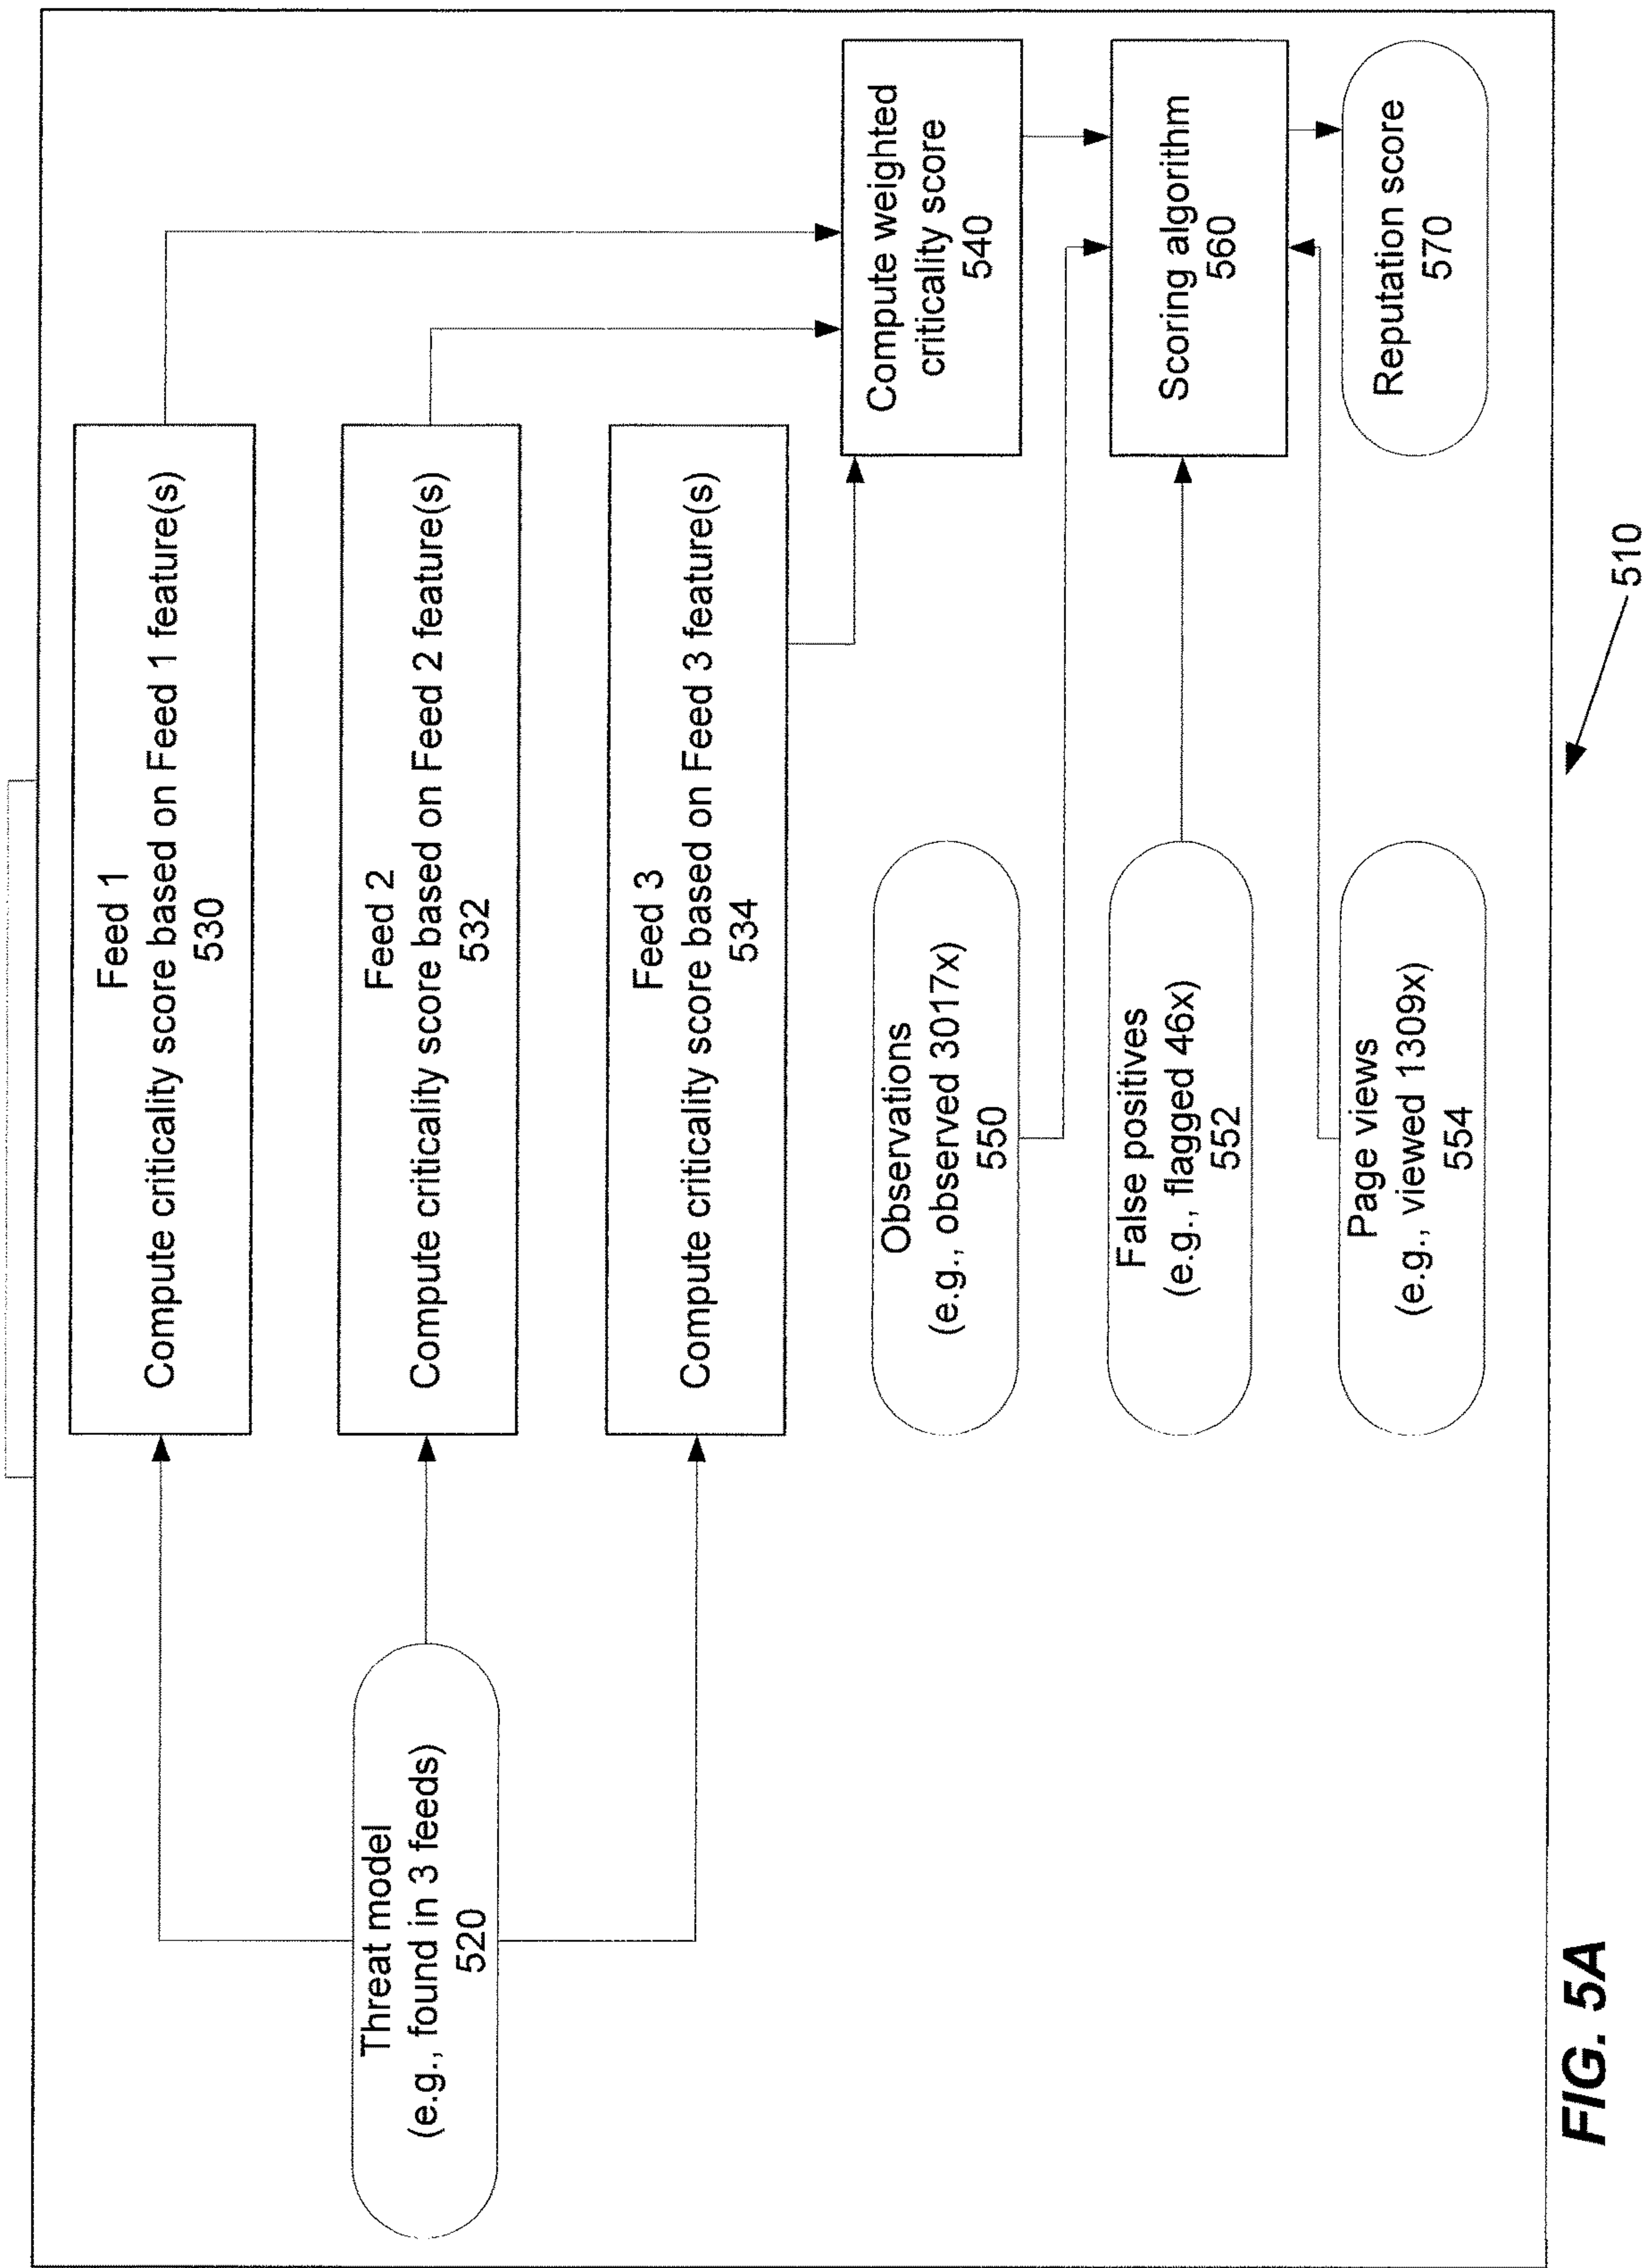 Threat model
(e.g., found in 3 feeds)
520
Feed 1
Compute criticality score based on Feed 1 feature(s)
530
Feed 2
Compute criticality score based on Feed 2 feature(s)
532
Feed 3
Compute criticality score based on Feed 3 feature(s)
534
Compute weighted
criticality score
540
Observations
(e.g., observed 3017x)
550
False positives
(e.g., flagged 46x)
552
Page views
(e.g., viewed 1309x)
554
Scoring algorithm
560
Reputation score
570
510
FIG. 5A